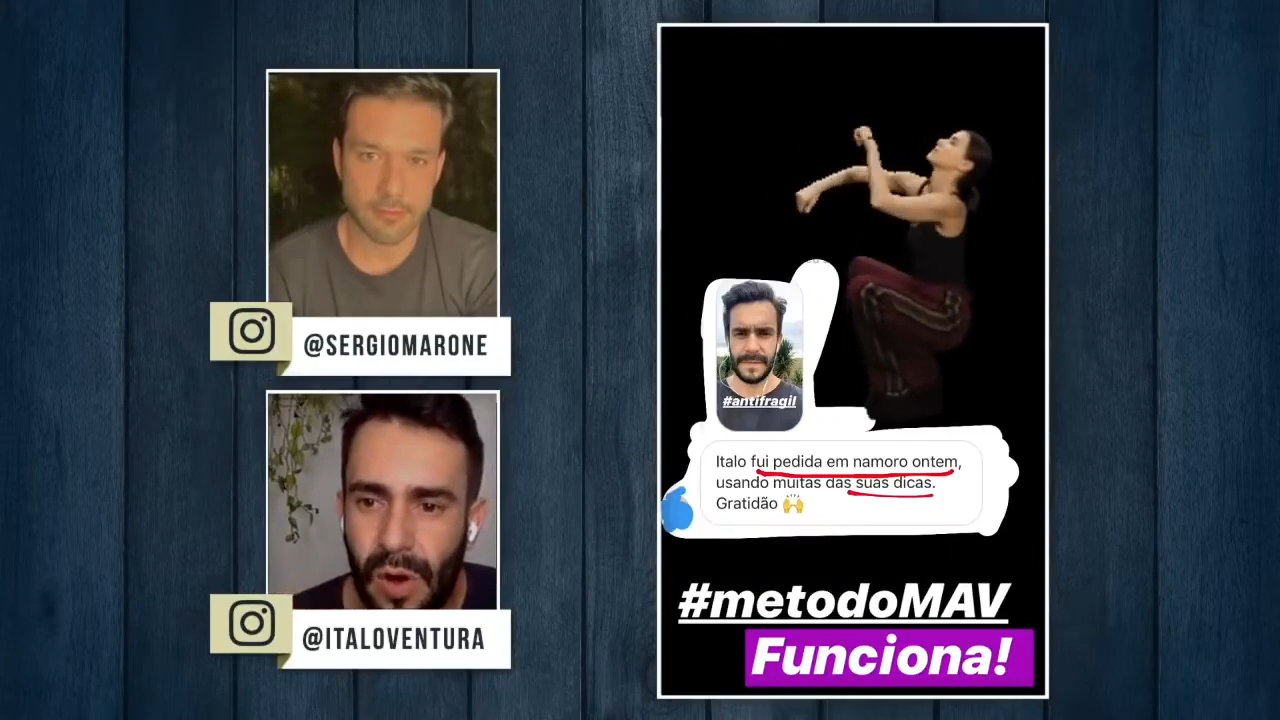 @SERGIOMARONE
@ITALOVENTURA
#antifragil
Italo fui pedida em namoro ontem,
usando muitas das suas dicas.
Gratidão 🙌
#metodoMAV
Funciona!